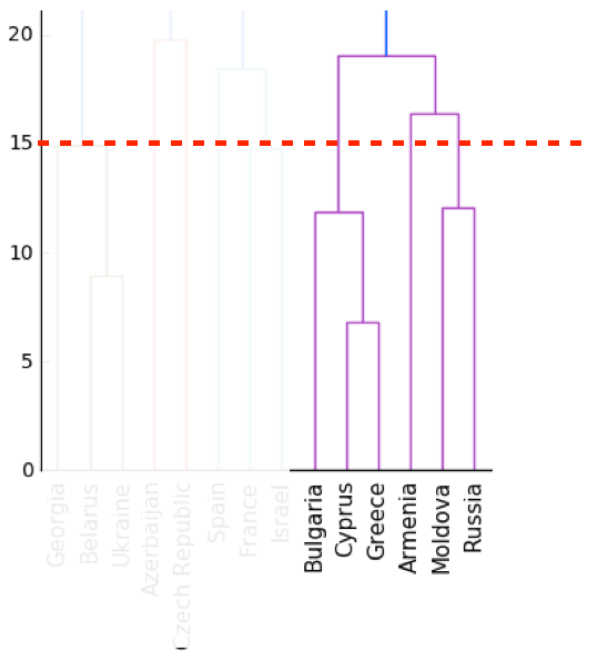 20
15
10
5
0
Georgia
Belarus
Ukraine
Azerbaijan
Czech Republic
Spain
France
Israel
Bulgaria
Cyprus
Greece
Armenia
Moldova
Russia